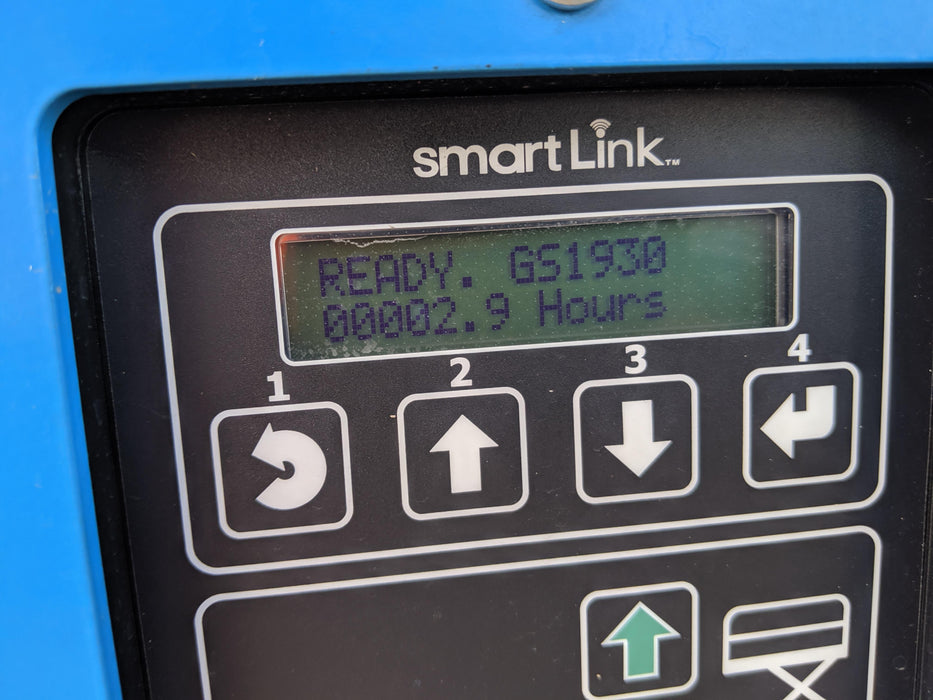 smartLink™
READY. GS1930
00002.9 Hours
1 2 3 4